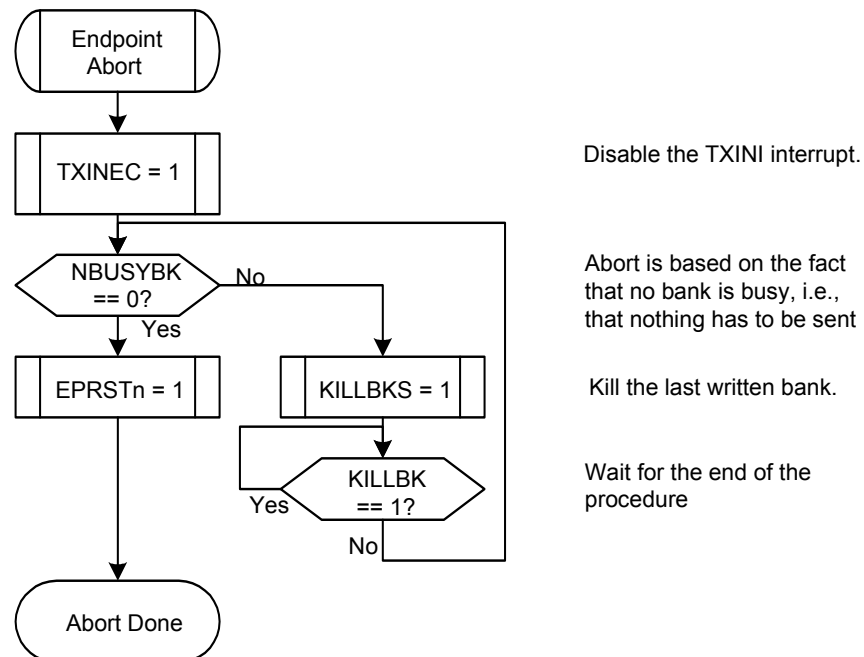 Endpoint
Abort
TXINEC = 1
Disable the TXINI interrupt.
NBUSYBK
== 0?
No
Yes
Abort is based on the fact
that no bank is busy, i.e.,
that nothing has to be sent
EPRSTn = 1
KILLBKS = 1
Kill the last written bank.
KILLBK
== 1?
Yes
No
Wait for the end of the
procedure
Abort Done